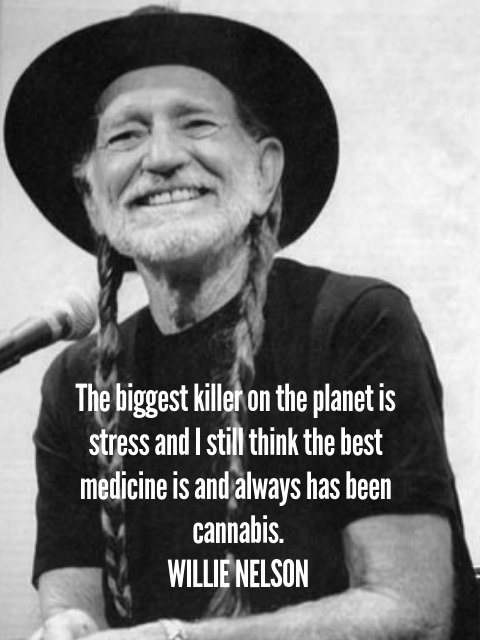 The biggest killer on the planet is
stress and I still think the best
medicine is and always has been
cannabis.
WILLIE NELSON